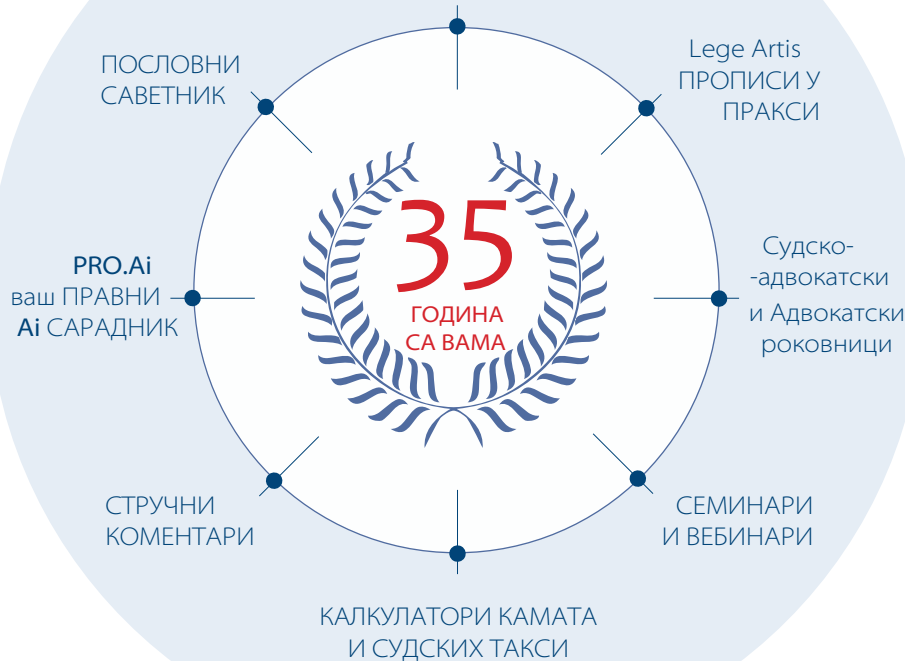 ПОСЛОВНИ
САВЕТНИК
Lege Artis
ПРОПИСИ У
ПРАКСИ
35
ГОДИНА
СА ВАМА
PRO.Ai
ваш ПРАВНИ
Ai САРАДНИК
Судско-
-адвокатски
и Адвокатски
роковници
СТРУЧНИ
КОМЕНТАРИ
СЕМИНАРИ
И ВЕБИНАРИ
КАЛКУЛАТОРИ КАМАТА
И СУДСКИХ ТАКСИ